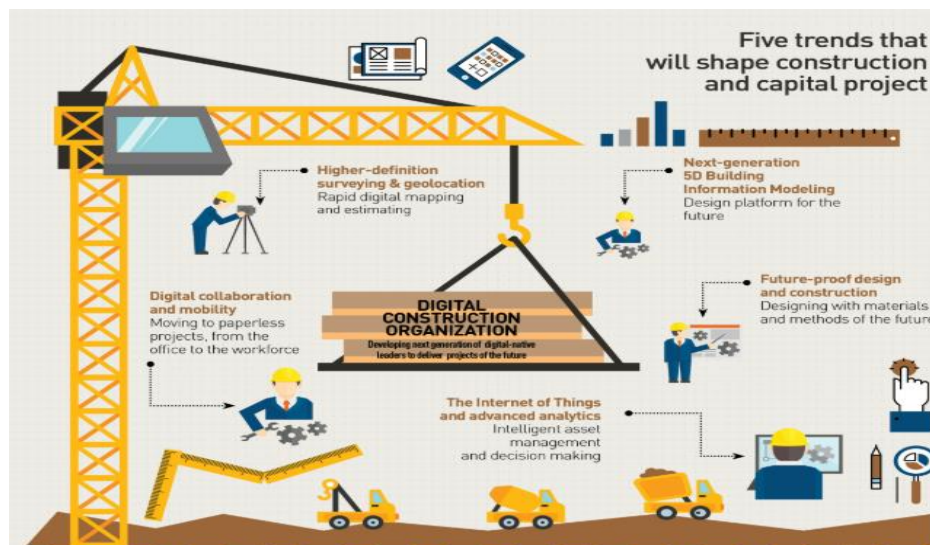 Five trends that
will shape construction
and capital project
Higher-definition
surveying & geolocation
Rapid digital mapping
and estimating
Next-generation
5D Building
Information Modeling
Design platform for the
future
Digital collaboration
and mobility
Moving to paperless
projects, from the
office to the workforce
DIGITAL
CONSTRUCTION
ORGANIZATION
Developing next generation of digital-native
leaders to deliver projects of the future
Future-proof design
and construction
Designing with materials
and methods of the future
The Internet of Things
and advanced analytics
Intelligent asset
management
and decision making